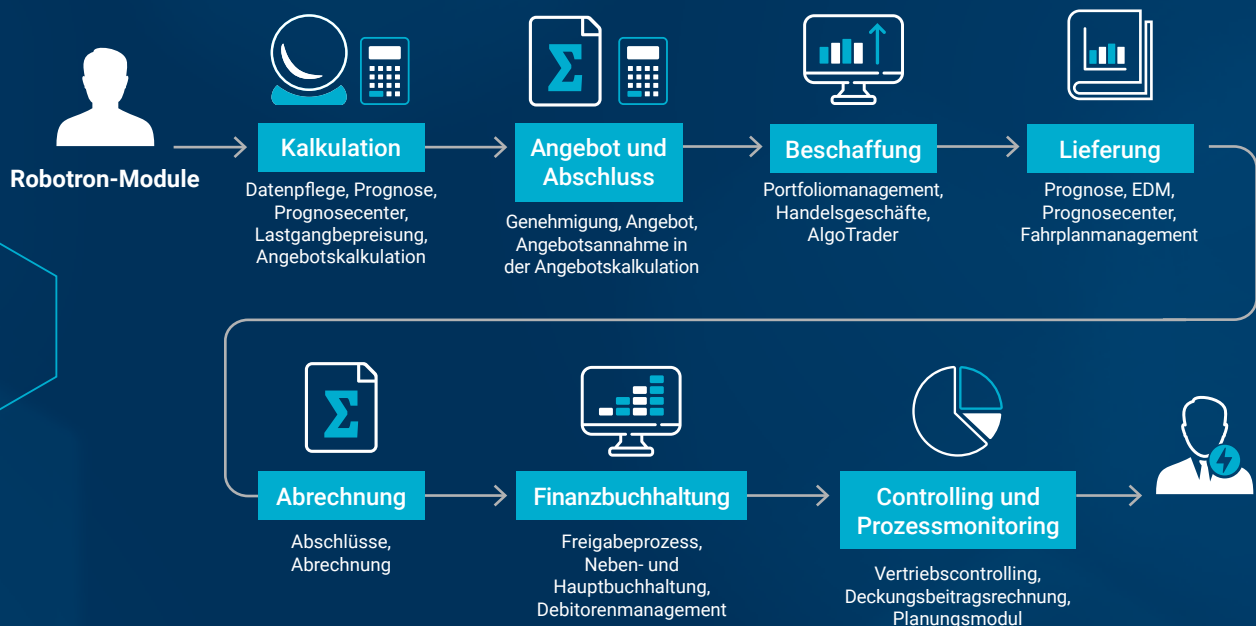 Robotron-Module
Kalkulation
Datenpflege, Prognose,
Prognosecenter,
Lastgangbepreisung,
Angebotskalkulation
Angebot und
Abschluss
Genehmigung, Angebot,
Angebotsannahme in
der Angebotskalkulation
Beschaffung
Portfoliomanagement,
Handelsgeschäfte,
AlgoTrader
Lieferung
Prognose, EDM,
Prognosecenter,
Fahrplanmanagement
Σ
Σ
Abrechnung
Abschlüsse,
Abrechnung
Finanzbuchhaltung
Freigabeprozess,
Neben- und
Hauptbuchhaltung,
Debitorenmanagement
Controlling und
Prozessmonitoring
Vertriebscontrolling,
Deckungsbeitragsrechnung,
Planungsmodul